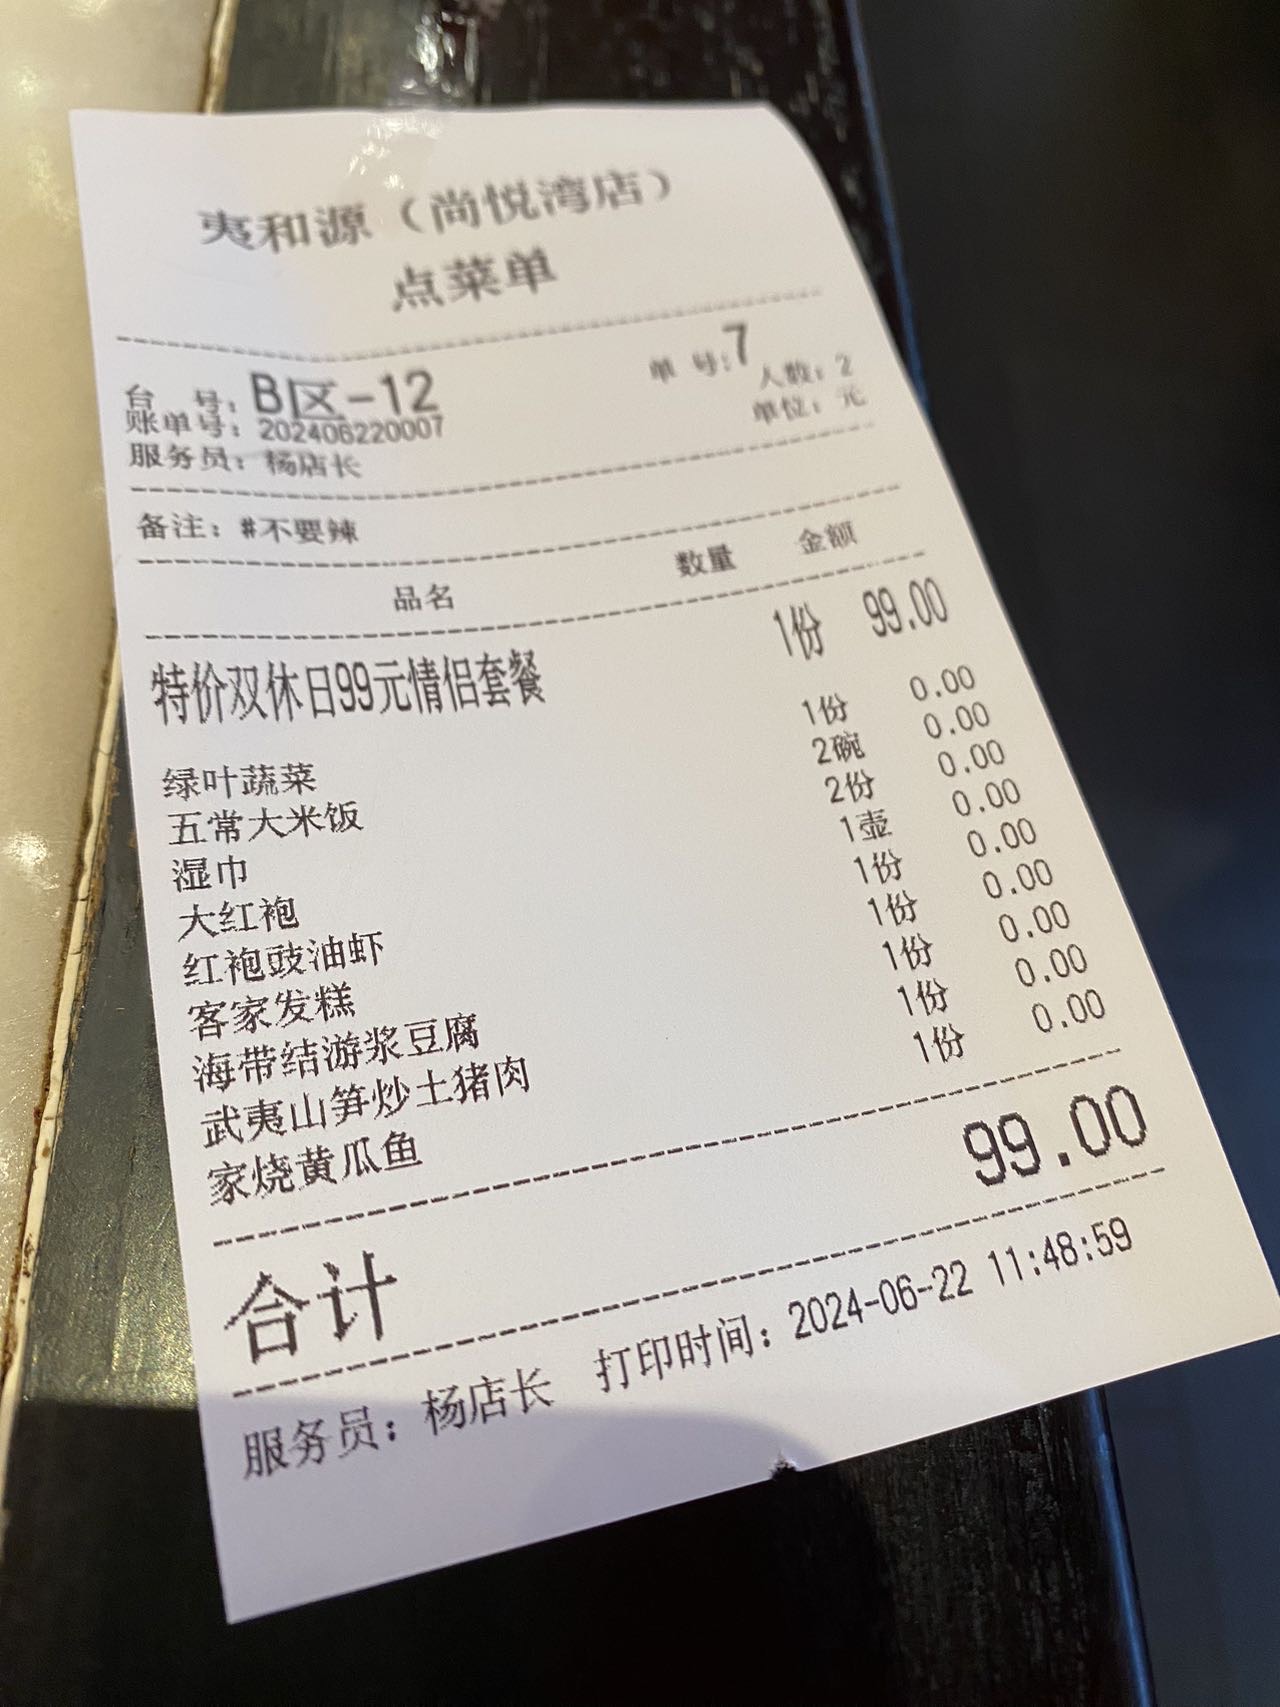 夷和源（尚悦湾店）
点菜单
台 号：B区-12 单 号：7
账单号：202406220007 人数：2
服务员：杨店长 单位：元
备注：#不要辣
品名 数量 金额
特价双休日99元情侣套餐 1份 99.00
绿叶蔬菜 1份 0.00
五常大米饭 2碗 0.00
湿巾 2份 0.00
大红袍 1壶 0.00
红袍豉油虾 1份 0.00
客家发糕 1份 0.00
海带结游浆豆腐 1份 0.00
武夷山笋炒土猪肉 1份 0.00
家烧黄瓜鱼 1份 0.00
合计 99.00
服务员：杨店长 打印时间：2024-06-22 11:48:59